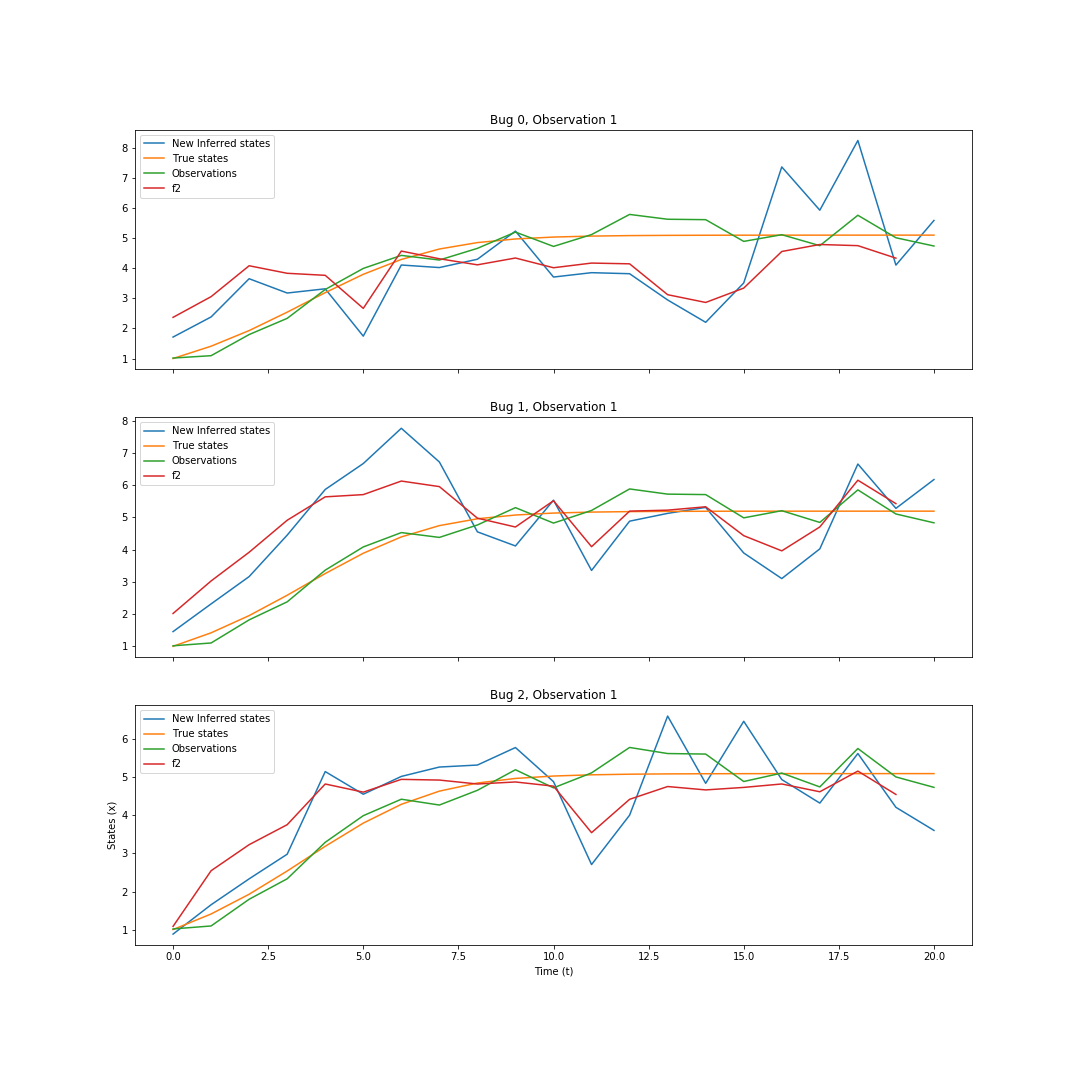 Bug 0, Observation 1
New Inferred states
True states
Observations
f2
8
7
6
5
4
3
2
1
Bug 1, Observation 1
New Inferred states
True states
Observations
f2
8
7
6
5
4
3
2
1
Bug 2, Observation 1
New Inferred states
True states
Observations
f2
6
5
4
3
2
1
States (x)
0.0 2.5 5.0 7.5 10.0 12.5 15.0 17.5 20.0
Time (t)